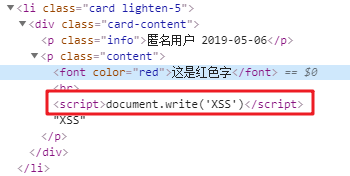 ▼<li class="card lighten-5">
▼<div class="card-content">
<p class="info">匿名用户 2019-05-06</p>
▼<p class="content">
<font color="red">这是红色字</font> == $0
<br>
<script>document.write('XSS')</script>
"XSS"
</p>
</div>
</li>